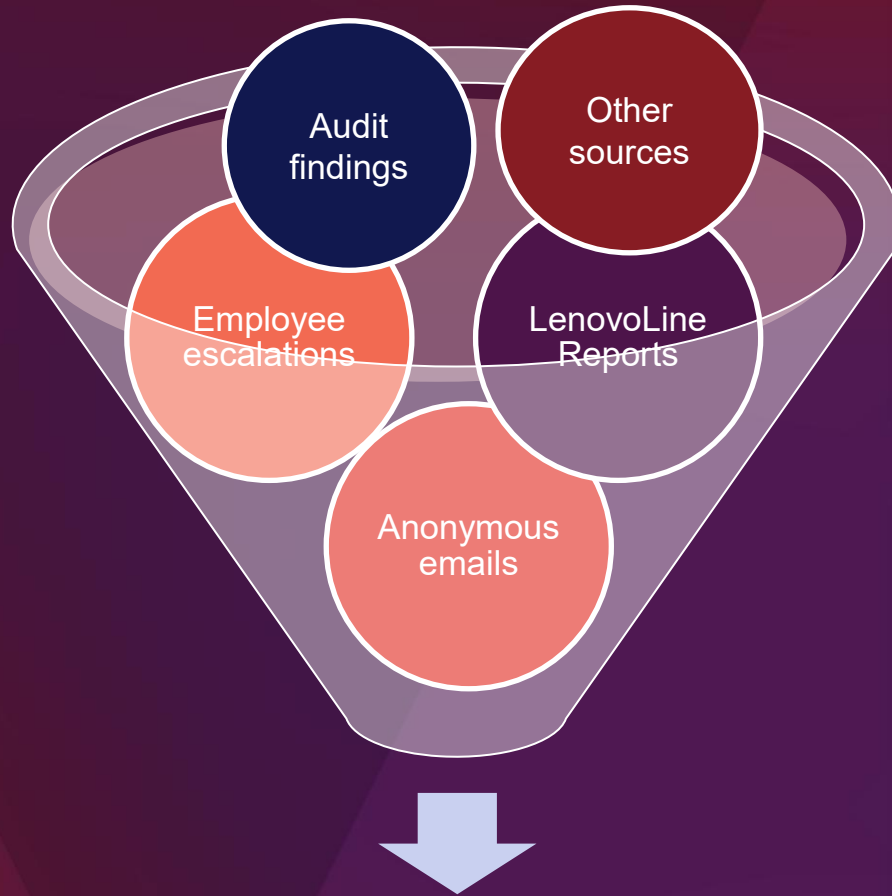 Audit
findings
Other
sources
Employee
escalations
LenovoLine
Reports
Anonymous
emails